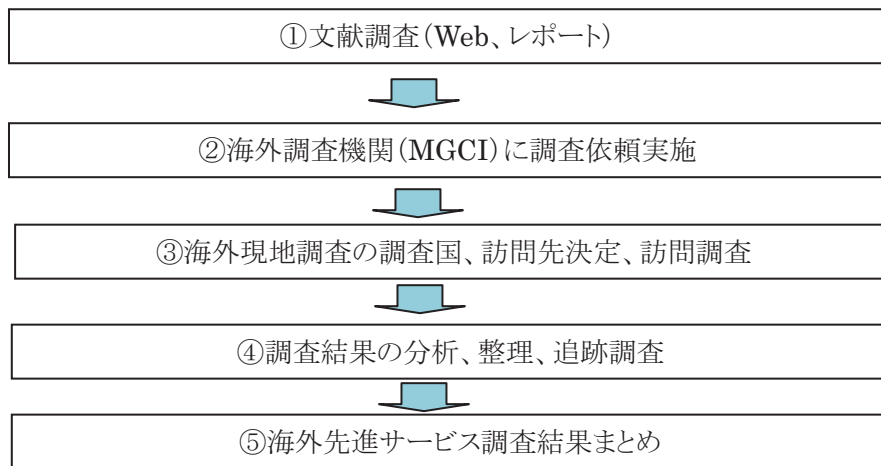 ①文献調査(Web、レポート)
②海外調査機関(MGCI)に調査依頼実施
③海外現地調査の調査国、訪問先決定、訪問調査
④調査結果の分析、整理、追跡調査
⑤海外先進サービス調査結果まとめ